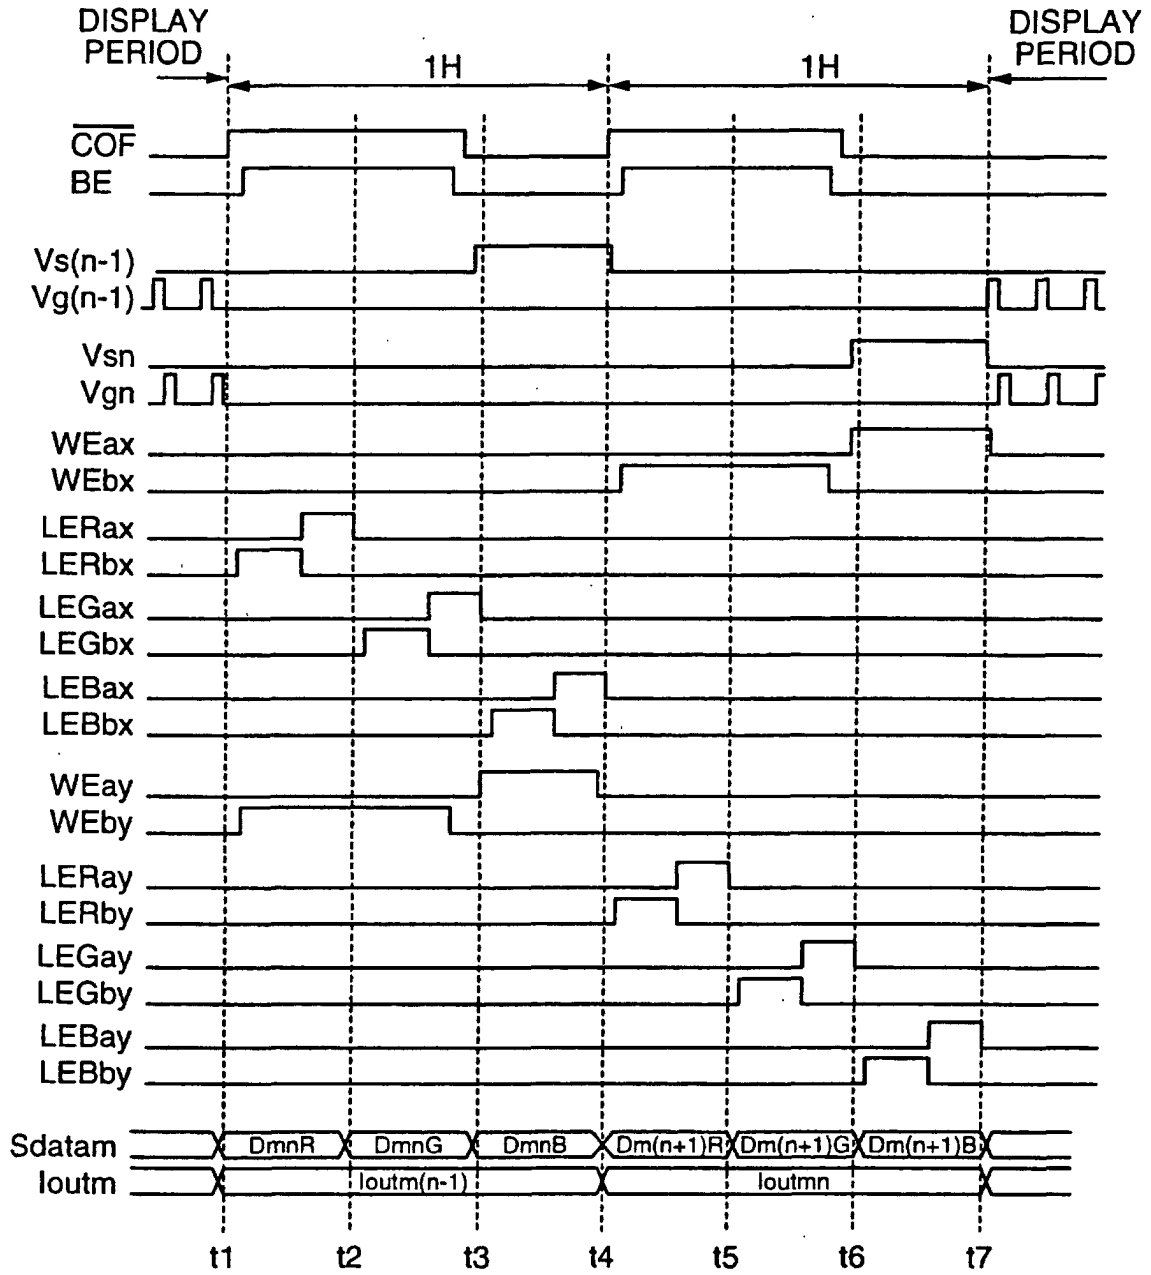 DISPLAY PERIOD
DISPLAY PERIOD
1H
1H
COF
BE
Vs(n-1)
Vg(n-1)
Vsn
Vgn
WEax
WEbx
LERax
LERbx
LEGax
LEGbx
LEBax
LEBbx
WEay
WEby
LERay
LERby
LEGay
LEGby
LEBay
LEBby
Sdatam DmnR DmnG DmnB Dm(n+1)R Dm(n+1)G Dm(n+1)B
Ioutm Ioutm(n-1) Ioutmn
t1 t2 t3 t4 t5 t6 t7